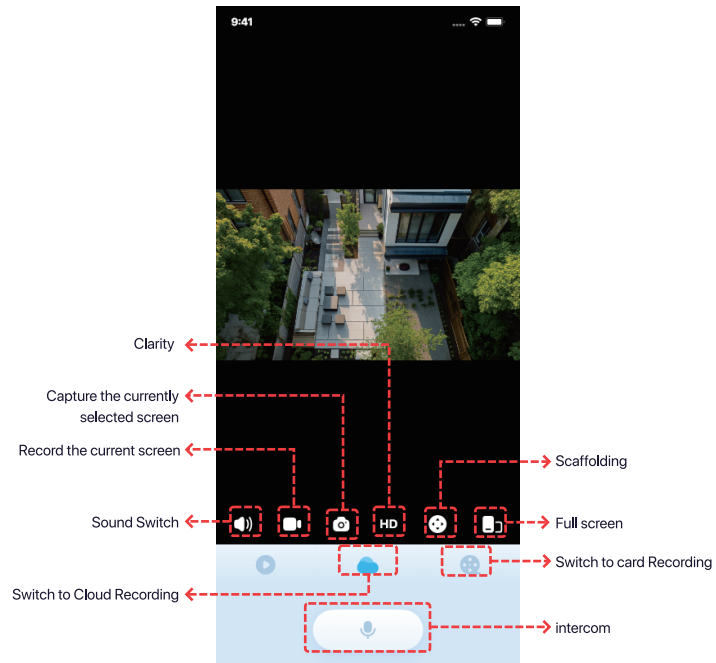 9:41
Clarity
Capture the currently
selected screen
Record the current screen
Scaffolding
Sound Switch
HD
Full screen
Switch to card Recording
Switch to Cloud Recording
intercom